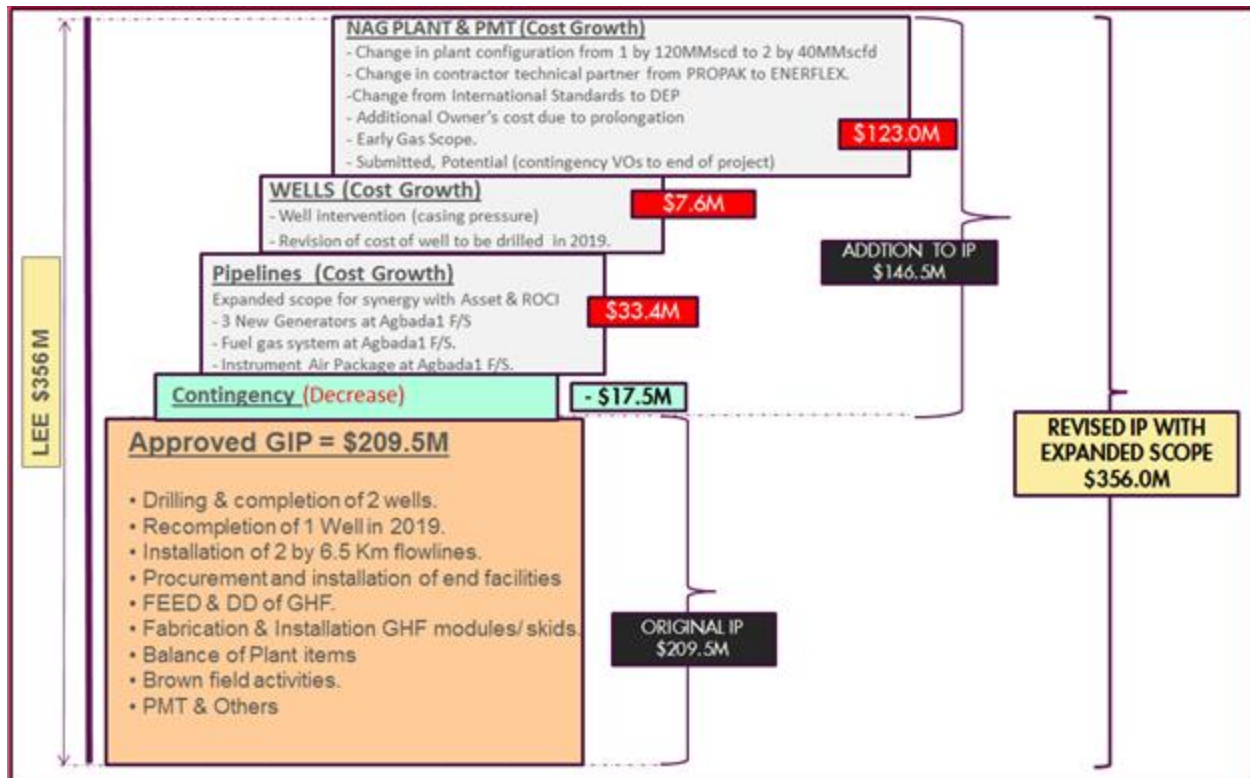 NAG PLANT & PMT (Cost Growth)
- Change in plant configuration from 1 by 120MMscd to 2 by 40MMscfd
- Change in contractor technical partner from PROPAK to ENERFLEX.
-Change from International Standards to DEP
- Additional Owner's cost due to prolongation
- Early Gas Scope.
- Submitted, Potential (contingency VOs to end of project)
$123.0M
WELLS (Cost Growth)
- Well intervention (casing pressure)
- Revision of cost of well to be drilled in 2019.
$7.6M
ADDTION TO IP
$146.5M
Pipelines (Cost Growth)
Expanded scope for synergy with Asset & ROCI
- 3 New Generators at Agbada1 F/S
- Fuel gas system at Agbada1 F/S.
- Instrument Air Package at Agbada1 F/S.
$33.4M
LEE $356M
Contingency (Decrease)
- $17.5M
Approved GIP = $209.5M
• Drilling & completion of 2 wells.
• Recompletion of 1 Well in 2019.
• Installation of 2 by 6.5 Km flowlines.
• Procurement and installation of end facilities
• FEED & DD of GHF.
• Fabrication & Installation GHF modules/ skids.
• Balance of Plant items
• Brown field activities.
• PMT & Others
ORIGINAL IP
$209.5M
REVISED IP WITH
EXPANDED SCOPE
$356.0M